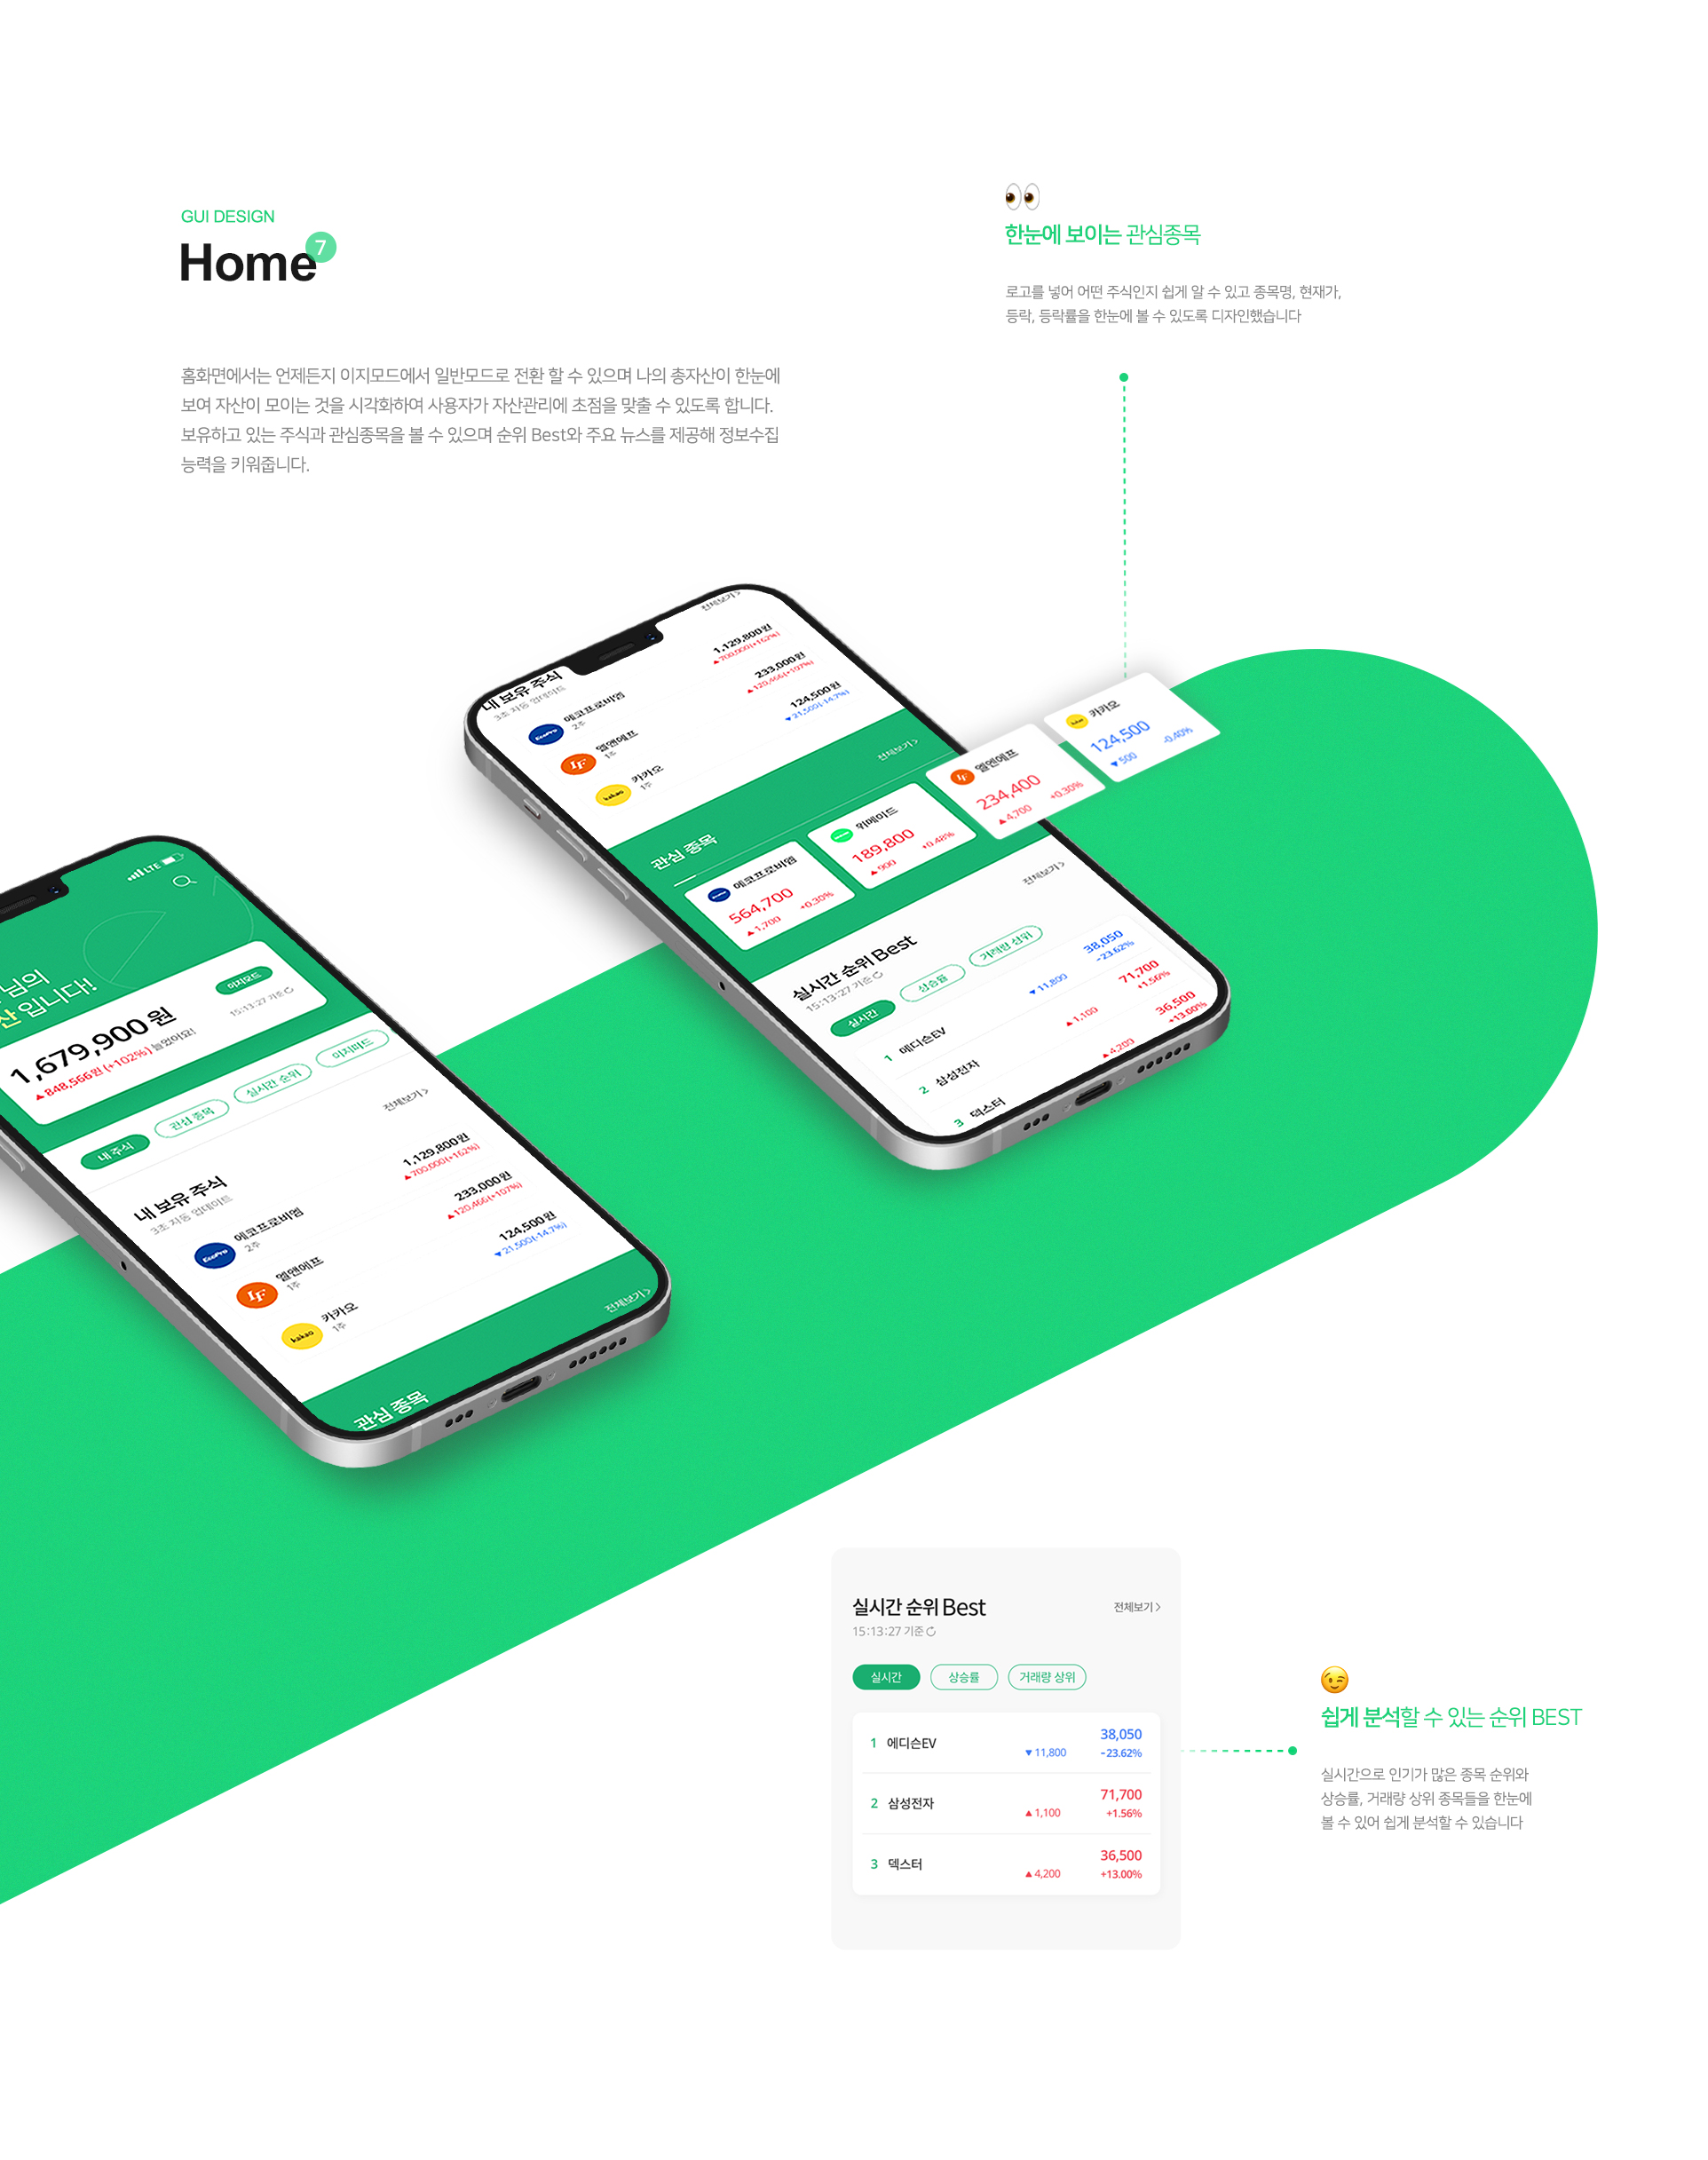 GUI DESIGN
Home
7
홈화면에서는 언제든지 이지모드에서 일반모드로 전환 할 수 있으며 나의 총자산이 한눈에
보여 자산이 모이는 것을 시각화하여 사용자가 자산관리에 초점을 맞출 수 있도록 합니다.
보유하고 있는 주식과 관심종목을 볼 수 있으며 순위 Best와 주요 뉴스를 제공해 정보수집
능력을 키워줍니다.
한눈에 보이는 관심종목
로고를 넣어 어떤 주식인지 쉽게 알 수 있고 종목명, 현재가,
등락, 등락률을 한눈에 볼 수 있도록 디자인했습니다
전체보기 >
내 보유 주식
3초 자동 업데이트
EcoPro
에코프로비엠
2주
1,129,800원
▲700,000(+162%)
LF
엘앤에프
1주
233,000원
▲120,466(+107%)
kakao
카카오
1주
124,500원
▼21,500(-14.7%)
관심 종목
전체보기 >
에코프로비엠
564,700
▲1,700 +0.30%
위메이드
189,800
▲900 +0.48%
엘앤에프
234,400
▲4,700 +0.30%
카카오
124,500
▼500 -0.40%
실시간 순위 Best
15:13:27 기준
전체보기 >
실시간
상승률
거래량 상위
1 에디슨EV
▼11,800
38,050
-23.62%
2 삼성전자
▲1,100
71,700
+1.56%
3 덱스터
▲4,200
36,500
+13.00%
LTE
님의
산 입니다!
이지모드
1,679,900원
15:13:27 기준
▲848,566원 (+102%) 늘었어요!
내 주식
관심 종목
실시간 순위
전체보기 >
내 보유 주식
3초 자동 업데이트
EcoPro
에코프로비엠
2주
1,129,800원
▲700,000(+162%)
LF
엘앤에프
1주
233,000원
▲120,466(+107%)
kakao
카카오
1주
124,500원
▼21,500(-14.7%)
전체보기 >
관심 종목
실시간 순위 Best
전체보기 >
15:13:27 기준
실시간
상승률
거래량 상위
1 에디슨EV
38,050
▼11,800
-23.62%
2 삼성전자
71,700
▲1,100
+1.56%
3 덱스터
36,500
▲4,200
+13.00%
쉽게 분석할 수 있는 순위 BEST
실시간으로 인기가 많은 종목 순위와
상승률, 거래량 상위 종목들을 한눈에
볼 수 있어 쉽게 분석할 수 있습니다